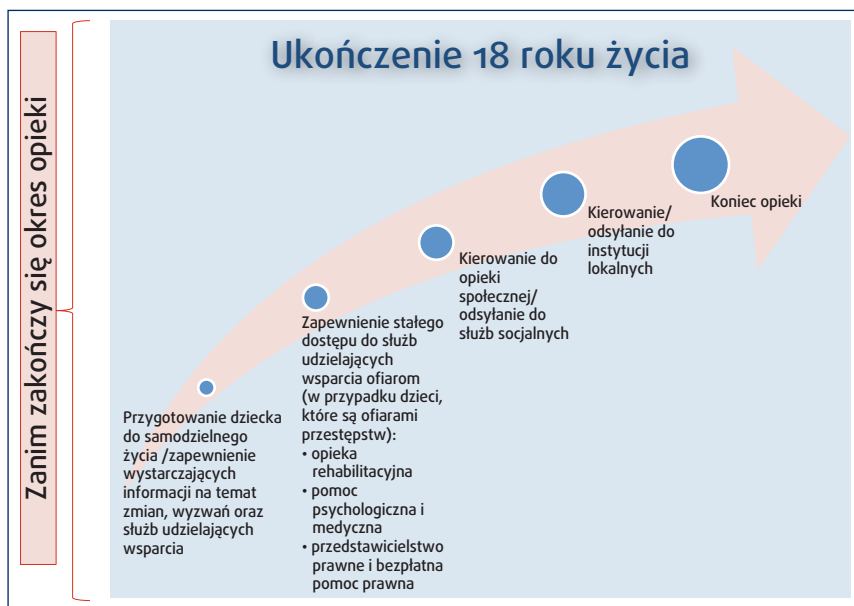 Zanim zakończy się okres opieki
Ukończenie 18 roku życia
Przygotowanie dziecka
do samodzielnego
życia /zapewnienie
wystarczających
informacji na temat
zmian, wyzwań oraz
służb udzielających
wsparcia
Zapewnienie stałego
dostępu do służb
udzielających
wsparcia ofiarom
(w przypadku dzieci,
które są ofiarami
przestępstw):
• opieka
rehabilitacyjna
• pomoc
psychologiczna i
medyczna
• przedstawicielstwo
prawne i bezpłatna
pomoc prawna
Kierowanie do
opieki
społecznej/
odsyłanie do
służb socjalnych
Kierowanie/
odsyłanie do
instytucji
lokalnych
Koniec opieki